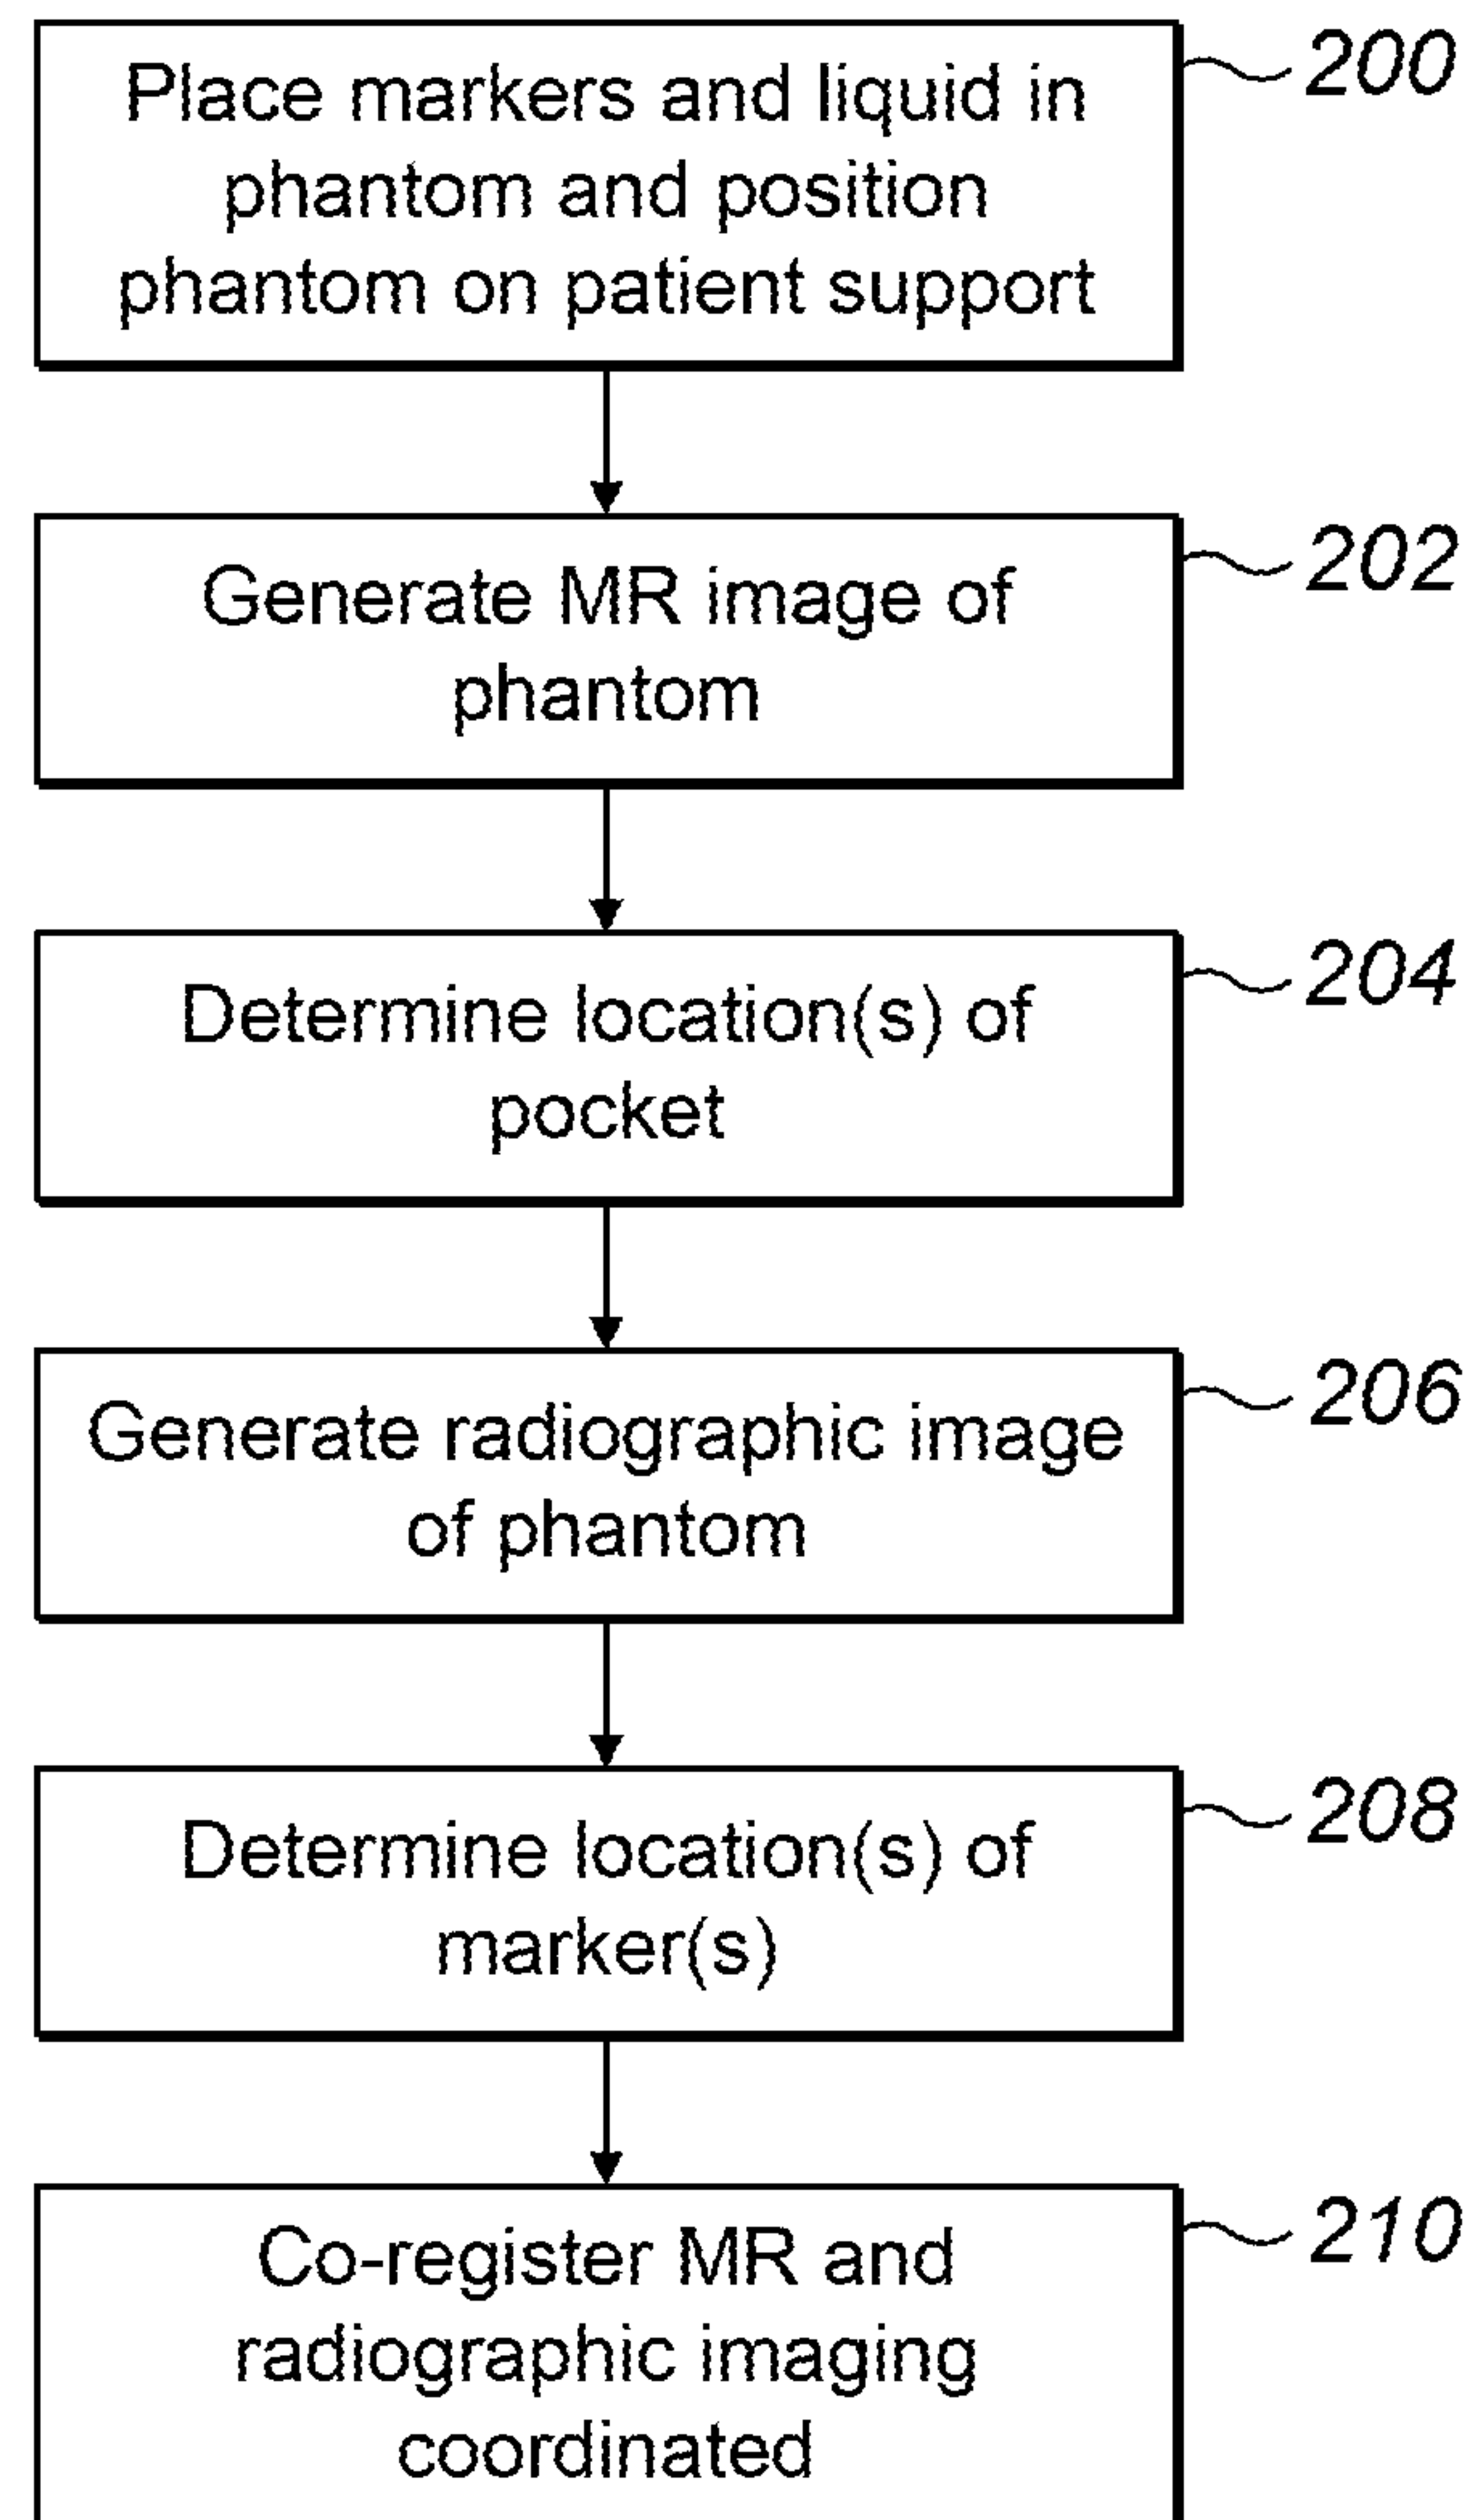 Place markers and liquid in
phantom and position
phantom on patient support
200
Generate MR image of
phantom
202
Determine location(s) of
pocket
204
Generate radiographic image
of phantom
206
Determine location(s) of
marker(s)
208
Co-register MR and
radiographic imaging
coordinated
210